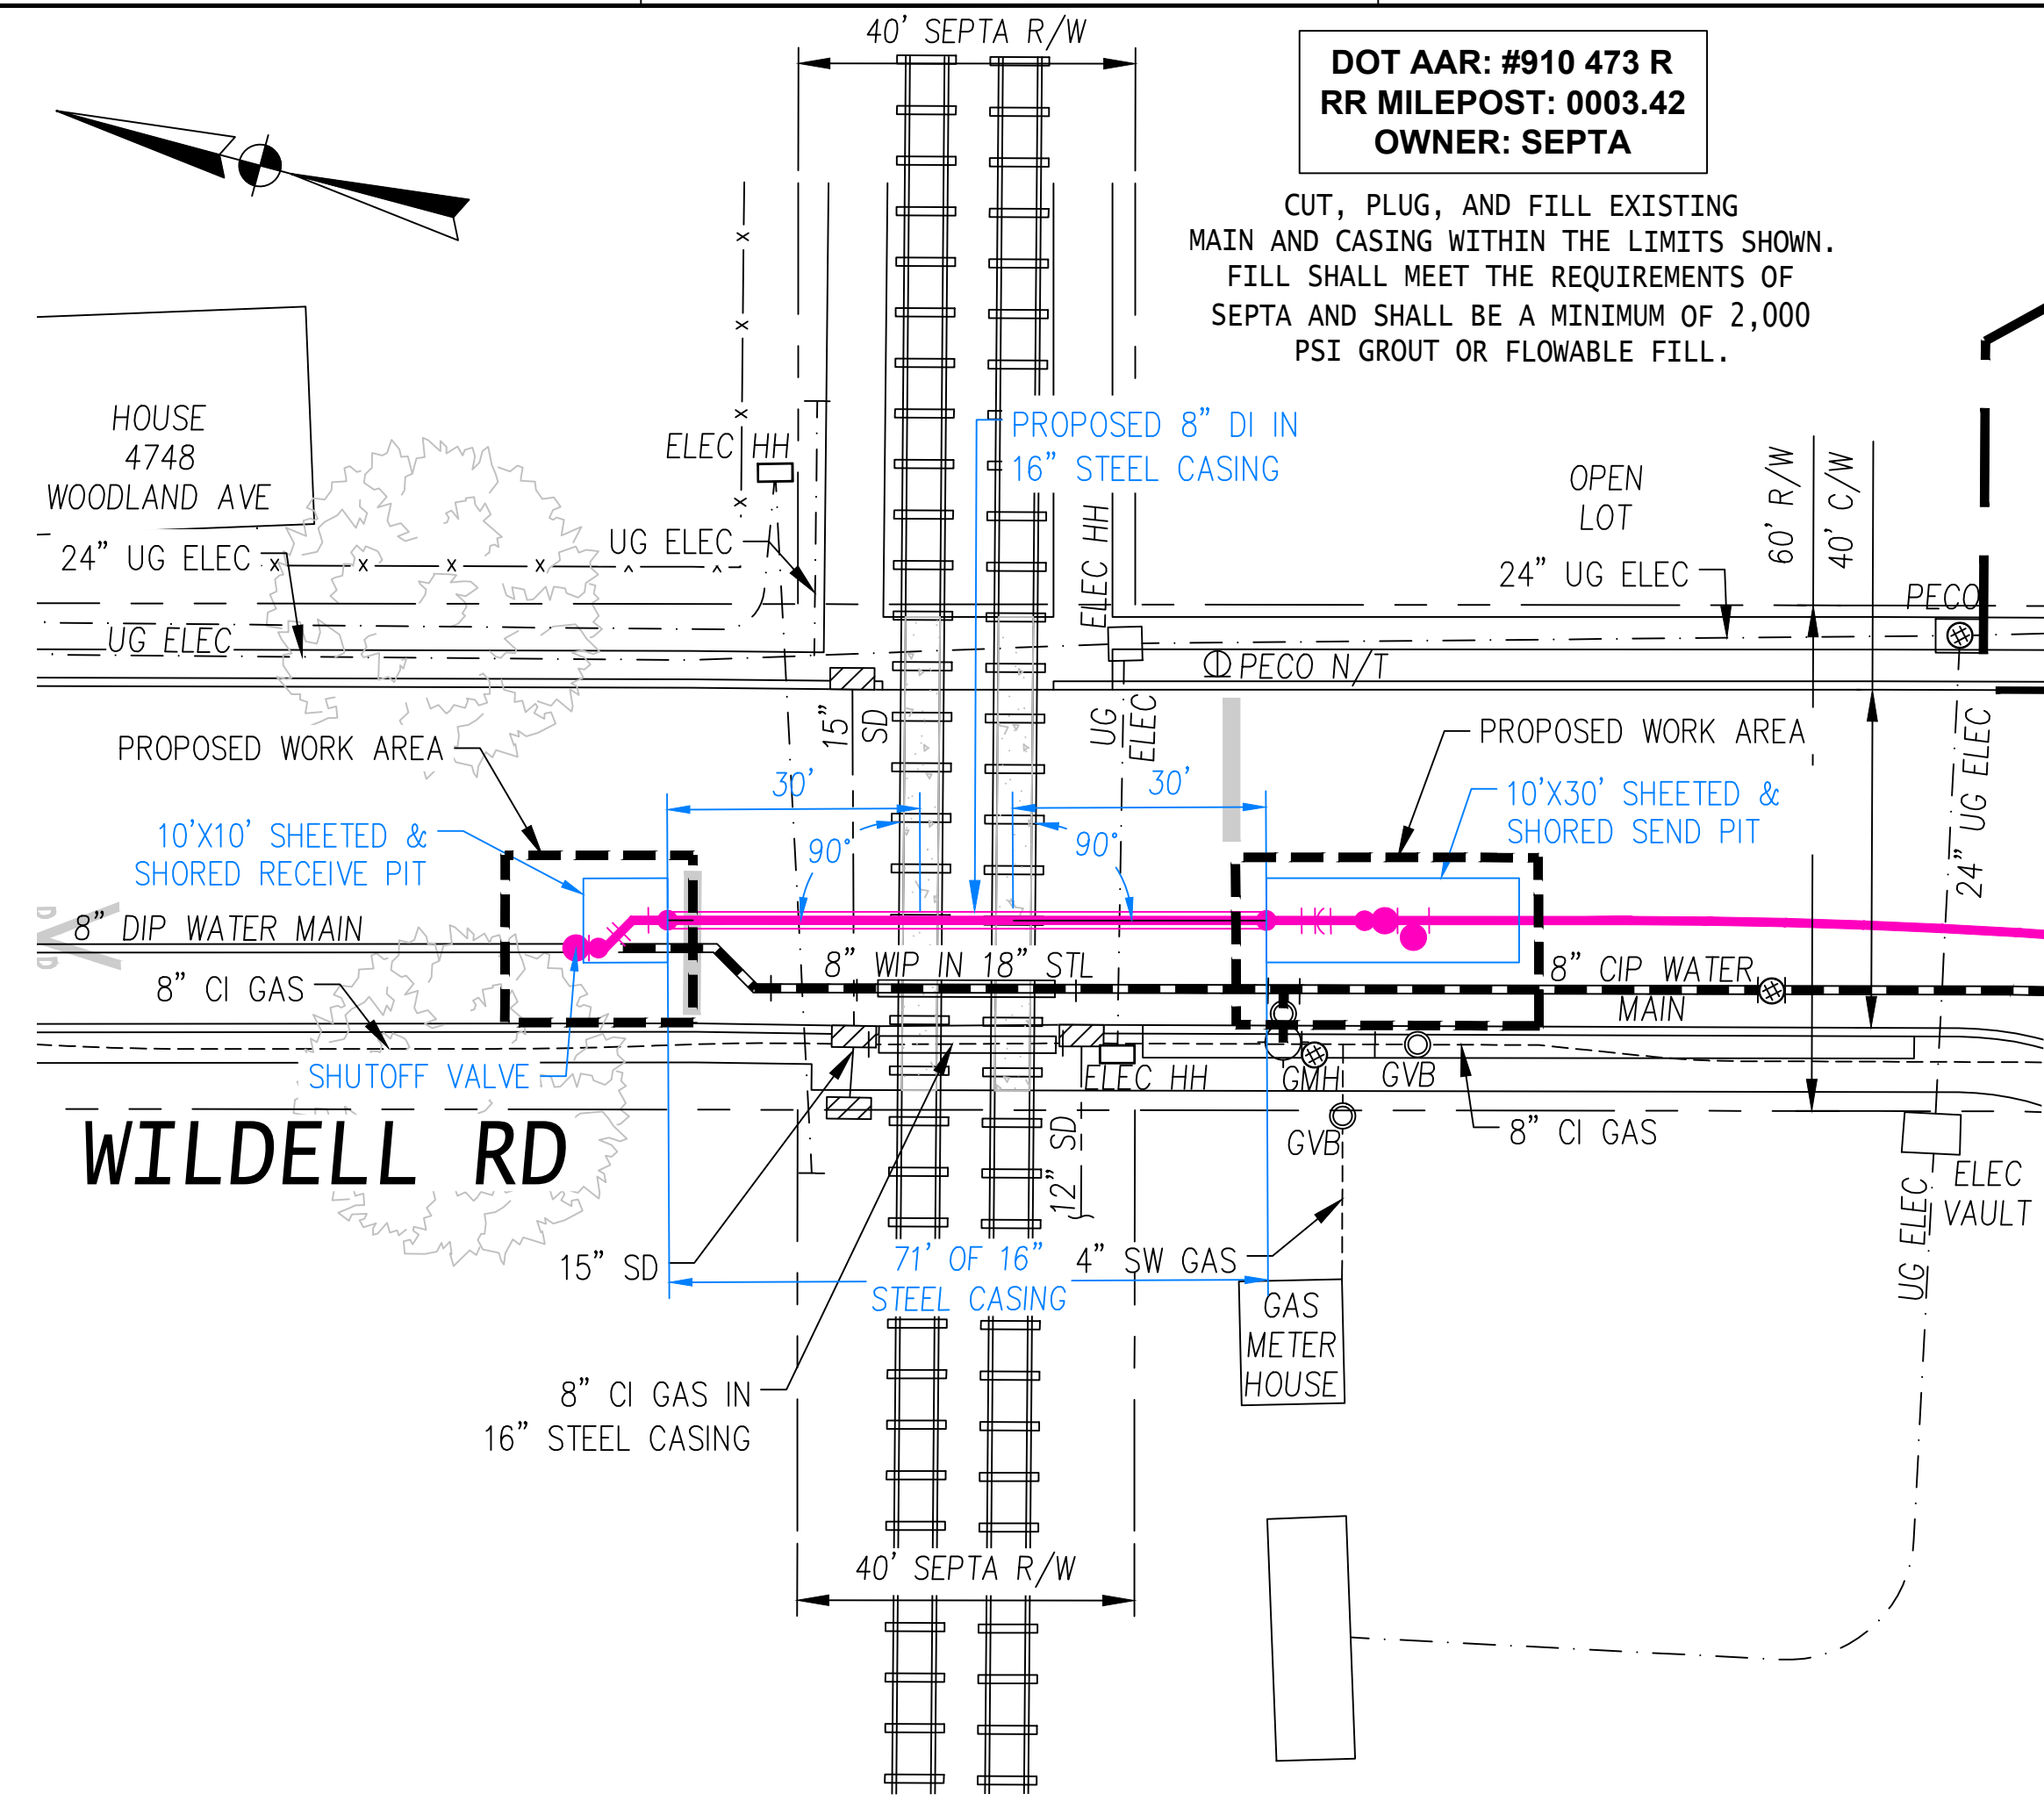 40' SEPTA R/W
DOT AAR: #910 473 R
RR MILEPOST: 0003.42
OWNER: SEPTA
CUT, PLUG, AND FILL EXISTING
MAIN AND CASING WITHIN THE LIMITS SHOWN.
FILL SHALL MEET THE REQUIREMENTS OF
SEPTA AND SHALL BE A MINIMUM OF 2,000
PSI GROUT OR FLOWABLE FILL.
HOUSE
4748
WOODLAND AVE
ELEC HH
PROPOSED 8" DI IN
16" STEEL CASING
OPEN
LOT
60' R/W
40' C/W
24" UG ELEC
UG ELEC
ELEC HH
24" UG ELEC
PECO
UG ELEC
PECO N/T
15"
SD
UG
ELEC
PROPOSED WORK AREA
PROPOSED WORK AREA
24" UG ELEC
30'
30'
10'X10' SHEETED &
SHORED RECEIVE PIT
90°
90°
10'X30' SHEETED &
SHORED SEND PIT
8" DIP WATER MAIN
8" WIP IN 18" STL
8" CIP WATER
MAIN
8" CI GAS
SHUTOFF VALVE
ELEC HH
GMH
GVB
WILDELL RD
12" SD
GVB
8" CI GAS
ELEC
VAULT
UG ELEC
15" SD
71' OF 16"
STEEL CASING
4" SW GAS
GAS
METER
HOUSE
8" CI GAS IN
16" STEEL CASING
40' SEPTA R/W